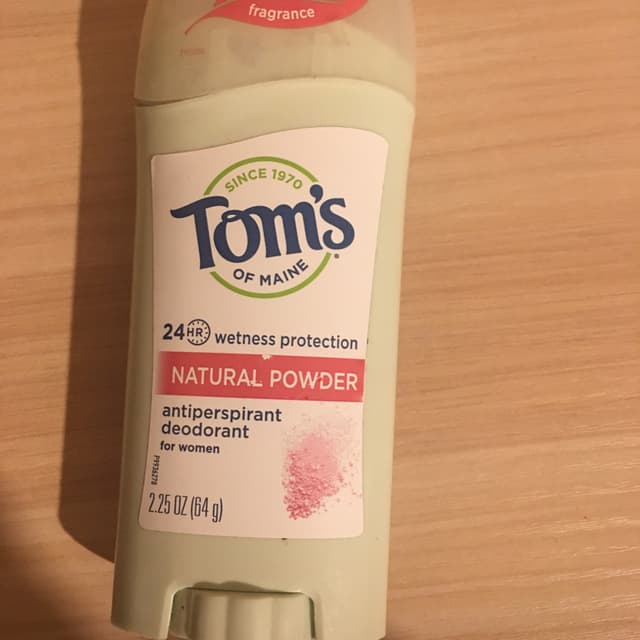 fragrance
SINCE 1970
Tom's
OF MAINE
24 HR wetness protection
NATURAL POWDER
antiperspirant
deodorant
for women
P936278
2.25 OZ (64 g)